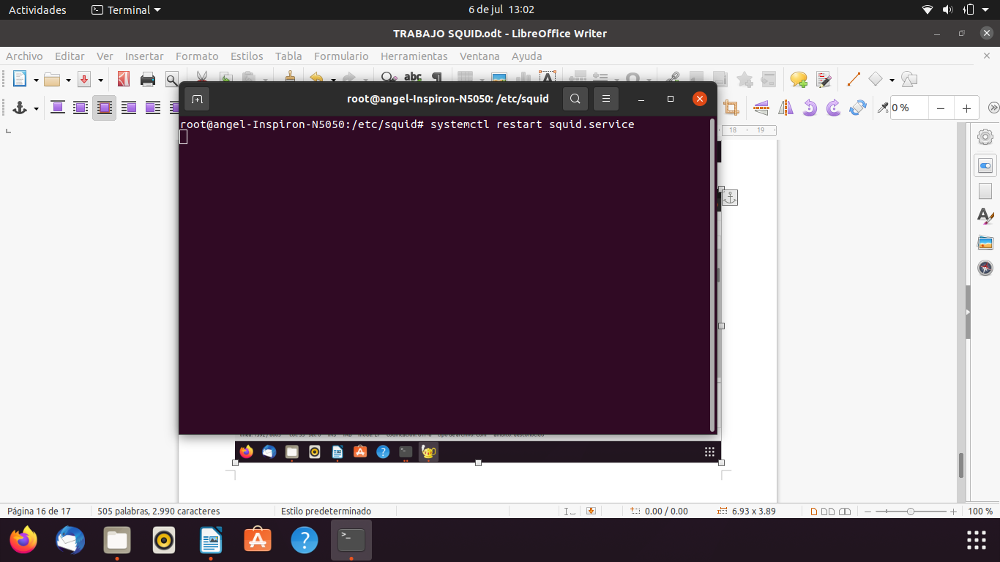 Actividades
Terminal
6 de jul 13:02
TRABAJO SQUID.odt - LibreOffice Writer
Archivo Editar Ver Insertar Formato Estilos Tabla Formulario Herramientas Ventana Ayuda
abc
A
root@angel-Inspiron-N5050: /etc/squid
0 %
root@angel-Inspiron-N5050:/etc/squid# systemctl restart squid.service
18 19
Página 16 de 17
505 palabras, 2.990 caracteres
Estilo predeterminado
0.00 / 0.00
6.93 x 3.89
100 %